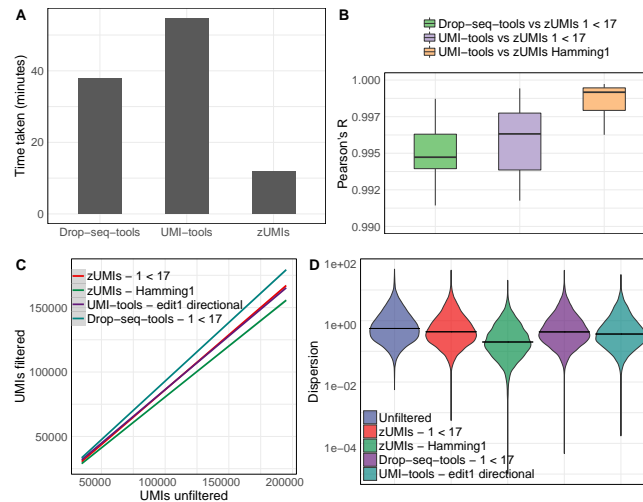 A
Time taken (minutes)
40
20
0
Drop−seq−tools
UMI−tools
zUMIs
B
Drop−seq−tools vs zUMIs 1 < 17
UMI−tools vs zUMIs 1 < 17
UMI−tools vs zUMIs Hamming1
Pearson's R
1.000
0.997
0.995
0.992
0.990
C
zUMIs − 1 < 17
zUMIs − Hamming1
UMI−tools − edit1 directional
Drop−seq−tools − 1 < 17
UMIs filtered
150000
100000
50000
50000
100000
150000
200000
UMIs unfiltered
D
Dispersion
1e+02
1e+00
1e−02
1e−04
Unfiltered
zUMIs − 1 < 17
zUMIs − Hamming1
Drop−seq−tools − 1 < 17
UMI−tools − edit1 directional